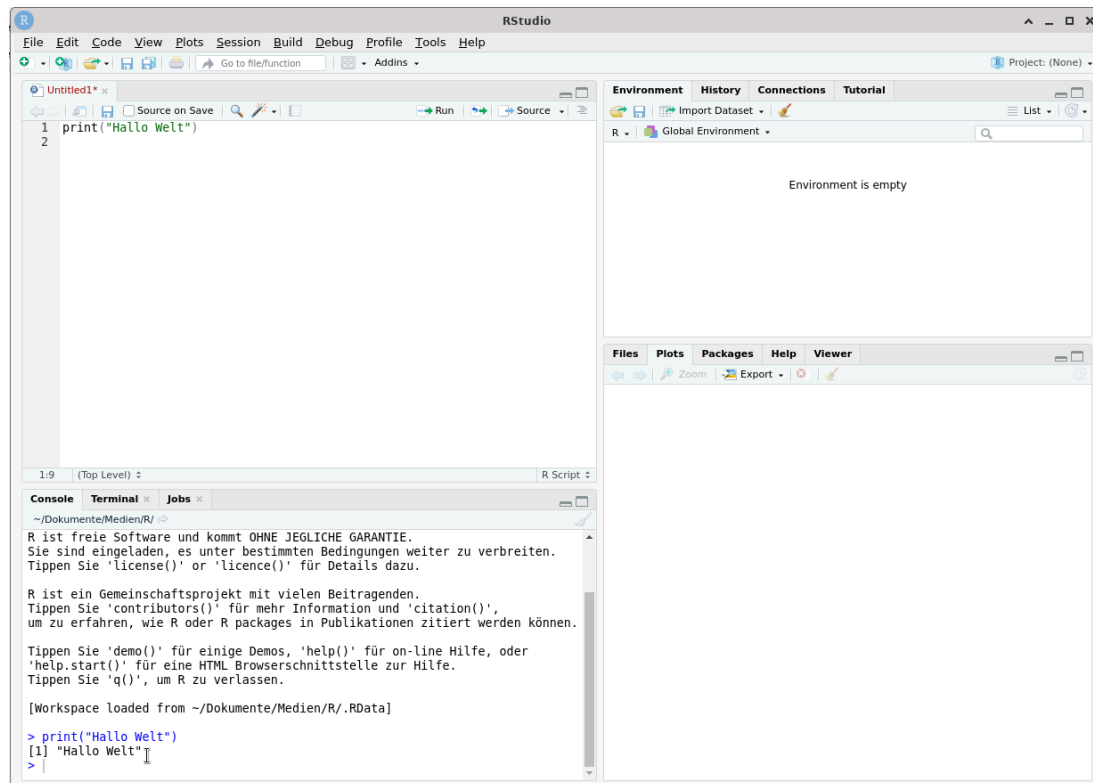 RStudio
File Edit Code View Plots Session Build Debug Profile Tools Help
Go to file/function Addins Project: (None)
Untitled1*
Source on Save Run Source
1 print("Hallo Welt")
2
1:9 (Top Level) R Script
Console Terminal Jobs
~/Dokumente/Medien/R/
R ist freie Software und kommt OHNE JEGLICHE GARANTIE.
Sie sind eingeladen, es unter bestimmten Bedingungen weiter zu verbreiten.
Tippen Sie 'license()' or 'licence()' für Details dazu.
R ist ein Gemeinschaftsprojekt mit vielen Beitragenden.
Tippen Sie 'contributors()' für mehr Information und 'citation()',
um zu erfahren, wie R oder R packages in Publikationen zitiert werden können.
Tippen Sie 'demo()' für einige Demos, 'help()' für on-line Hilfe, oder
'help.start()' für eine HTML Browserschnittstelle zur Hilfe.
Tippen Sie 'q()', um R zu verlassen.
[Workspace loaded from ~/Dokumente/Medien/R/.RData]
> print("Hallo Welt")
[1] "Hallo Welt"
>
Environment History Connections Tutorial
Import Dataset List
R Global Environment
Environment is empty
Files Plots Packages Help Viewer
Zoom Export